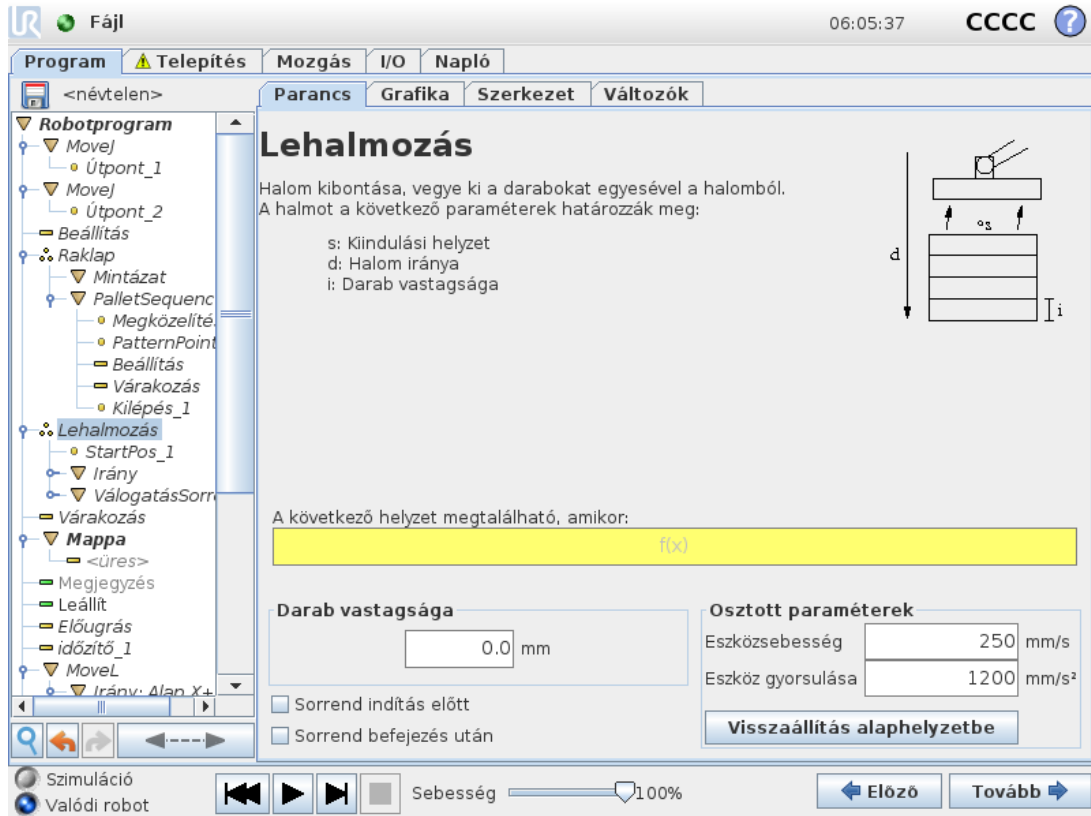 UR Fájl 06:05:37 CCCC ?
Program Telepítés Mozgás I/O Napló
<névtelen>
Parancs Grafika Szerkezet Változók
Robotprogram
MoveJ
Útpont_1
MoveJ
Útpont_2
Beállítás
Raklap
Mintázat
PalletSequenc
Megközelítés
PatternPoint
Beállítás
Várakozás
Kilépés_1
Lehalmozás
StartPos_1
Irány
VálogatásSorr
Várakozás
Mappa
<üres>
Megjegyzés
Leállít
Előugrás
időzítő_1
MoveL
Irány: Alap X+
Lehalmozás
Halom kibontása, vegye ki a darabokat egyesével a halomból.
A halmot a következő paraméterek határozzák meg:
s: Kiindulási helyzet
d: Halom iránya
i: Darab vastagsága
s
d
i
A következő helyzet megtalálható, amikor:
f(x)
Darab vastagsága
0.0 mm
Sorrend indítás előtt
Sorrend befejezés után
Osztott paraméterek
Eszközsebesség 250 mm/s
Eszköz gyorsulása 1200 mm/s²
Visszaállítás alaphelyzetbe
Szimuláció
Valódi robot
Sebesség 100%
Előző Tovább